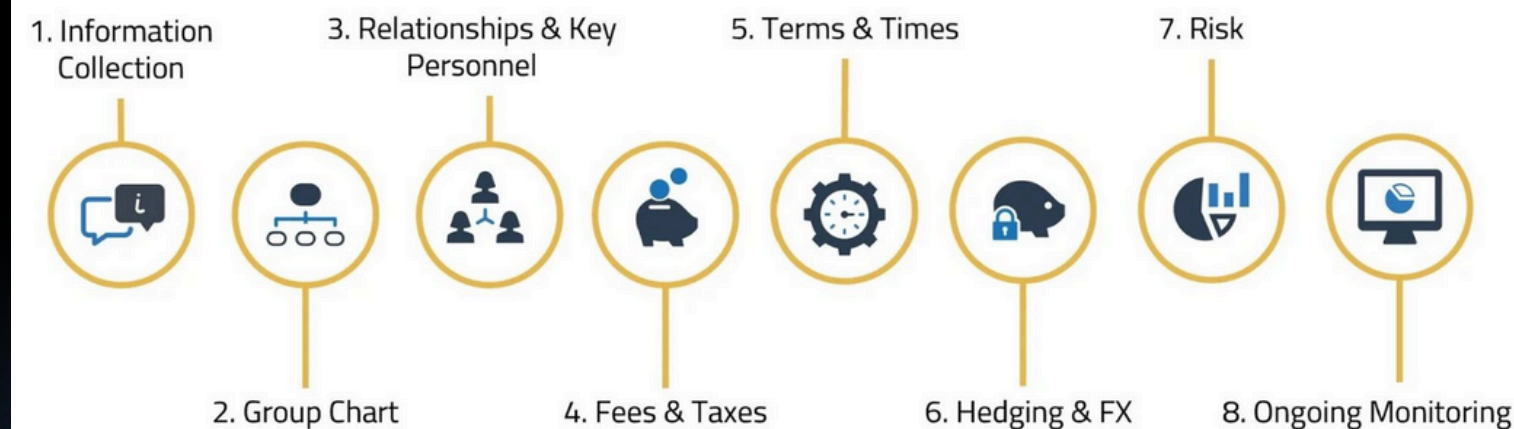 1. Information
Collection
2. Group Chart
3. Relationships & Key
Personnel
4. Fees & Taxes
5. Terms & Times
6. Hedging & FX
7. Risk
8. Ongoing Monitoring
i